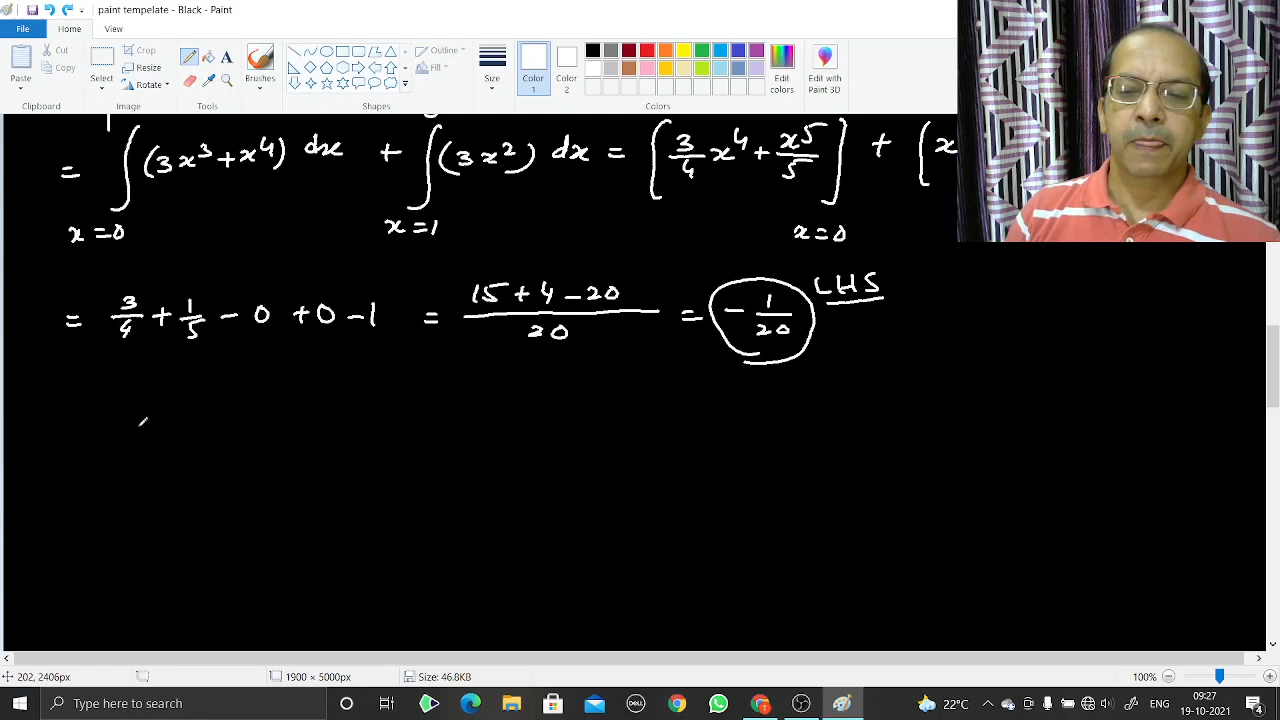 paint template - Black - Paint
File Home View
Paste Cut Copy Clipboard
Select Crop Resize Rotate Image
A Tools
Brushes
Outline Fill Shapes
Size
Color 1 Color 2 Edit colors Colors
Edit with Paint 3D
= ∫ (3x³+x⁴) dx + ∫ (3x²) dx = [3/4 x⁴ + x⁵/5] + [x
x=0 x=1 x=0
= 3/4 + 1/5 - 0 + 0 - 1 = 15+4-20/20 = -1/20 LHS
202, 2406px 1900 × 5000px Size: 46.8KB 100%
Type here to search DELL 22°C ENG 09:27
19-10-2021